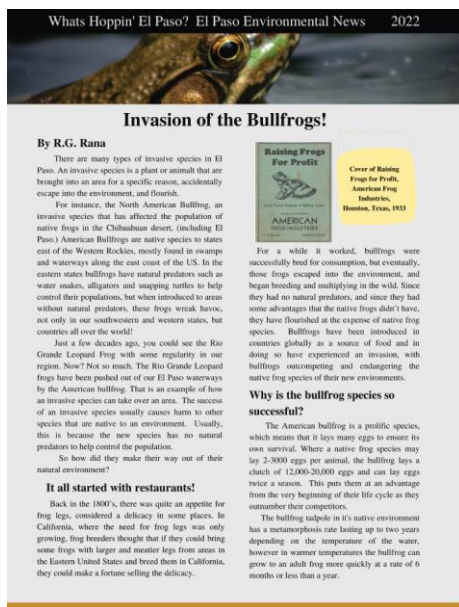 Whats Hoppin' El Paso? El Paso Environmental News 2022
Invasion of the Bullfrogs!
By R.G. Rana
There are many types of invasive species in El
Paso. An invasive species is a plant or animalt that are
brought into an area for a specific reason, accidentally
escape into the environment, and flourish.
For instance, the North American Bullfrog, an
invasive species that has affected the population of
native frogs in the Chihuahuan desert, (including El
Paso.) American Bullfrogs are native species to states
east of the Western Rockies, mostly found in swamps
and waterways along the east coast of the US. In the
eastern states bullfrogs have natural predators such as
water snakes, alligators and snapping turtles to help
control their populations, but when introduced to areas
without natural predators, these frogs wreak havoc,
not only in our southwestern and western states, but
countries all over the world!
Just a few decades ago, you could see the Rio
Grande Leopard Frog with some regularity in our
region. Now? Not so much. The Rio Grande Leopard
frogs have been pushed out of our El Paso waterways
by the American bullfrog. That is an example of how
an invasive species can take over an area. The success
of an invasive species usually causes harm to other
species that are native to an environment. Usually,
this is because the new species has no natural
predators to help control the population.
So how did they make their way out of their
natural environment?
It all started with restaurants!
Back in the 1800's, there was quite an appetite for
frog legs, considered a delicacy in some places. In
California, where the need for frog legs was only
growing, frog breeders thought that if they could bring
some frogs with larger and meatier legs from areas in
the Eastern United States and breed them in California,
they could make a fortune selling the delicacy.
Raising Frogs
For Profit
AMERICAN
FROG INDUSTRIES
Cover of Raising
Frogs for Profit,
American Frog
Industries,
Houston, Texas, 1933
For a while it worked, bullfrogs were
successfully bred for consumption, but eventually,
those frogs escaped into the environment, and
began breeding and multiplying in the wild. Since
they had no natural predators, and since they had
some advantages that the native frogs didn't have,
they have flourished at the expense of native frog
species. Bullfrogs have been introduced in
countries globally as a source of food and in
doing so have experienced an invasion, with
bullfrogs outcompeting and endangering the
native frog species of their new environments.
Why is the bullfrog species so
successful?
The American bullfrog is a prolific species,
which means that it lays many eggs to ensure its
own survival. Where a native frog species may
lay 2-3000 eggs per animal, the bullfrog lays a
clutch of 12,000-20,000 eggs and can lay eggs
twice a season. This puts them at an advantage
from the very beginning of their life cycle as they
outnumber their competitors.
The bullfrog tadpole in it's native environment
has a metamorphosis rate lasting up to two years
depending on the temperature of the water,
however in warmer temperatures the bullfrog can
grow to an adult frog more quickly at a rate of 6
months or less than a year.